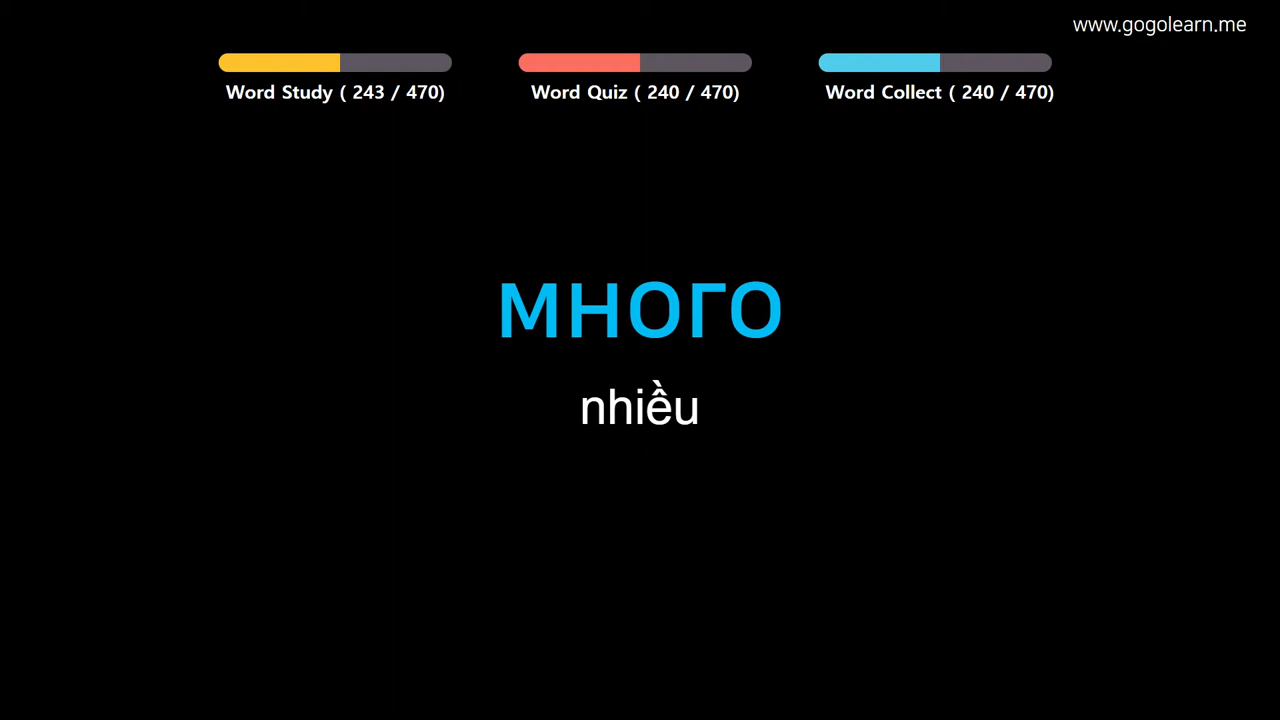 www.gogolearn.me
Word Study ( 243 / 470)
Word Quiz ( 240 / 470)
Word Collect ( 240 / 470)
много
nhiều